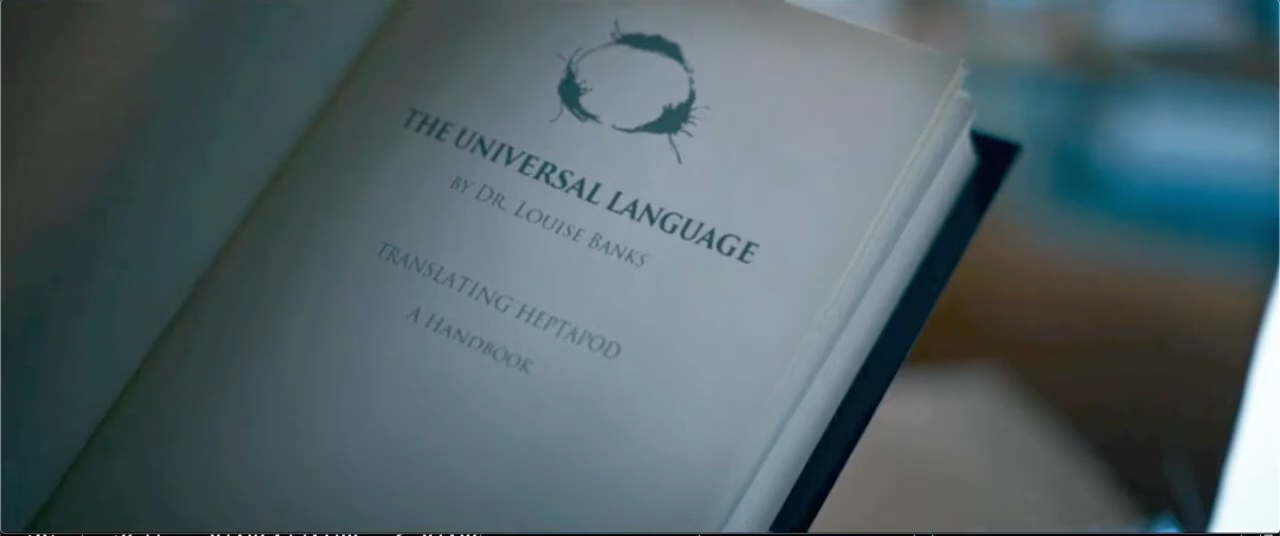 THE UNIVERSAL LANGUAGE
BY DR. LOUISE BANKS
TRANSLATING HEPTAPOD
A HANDBOOK